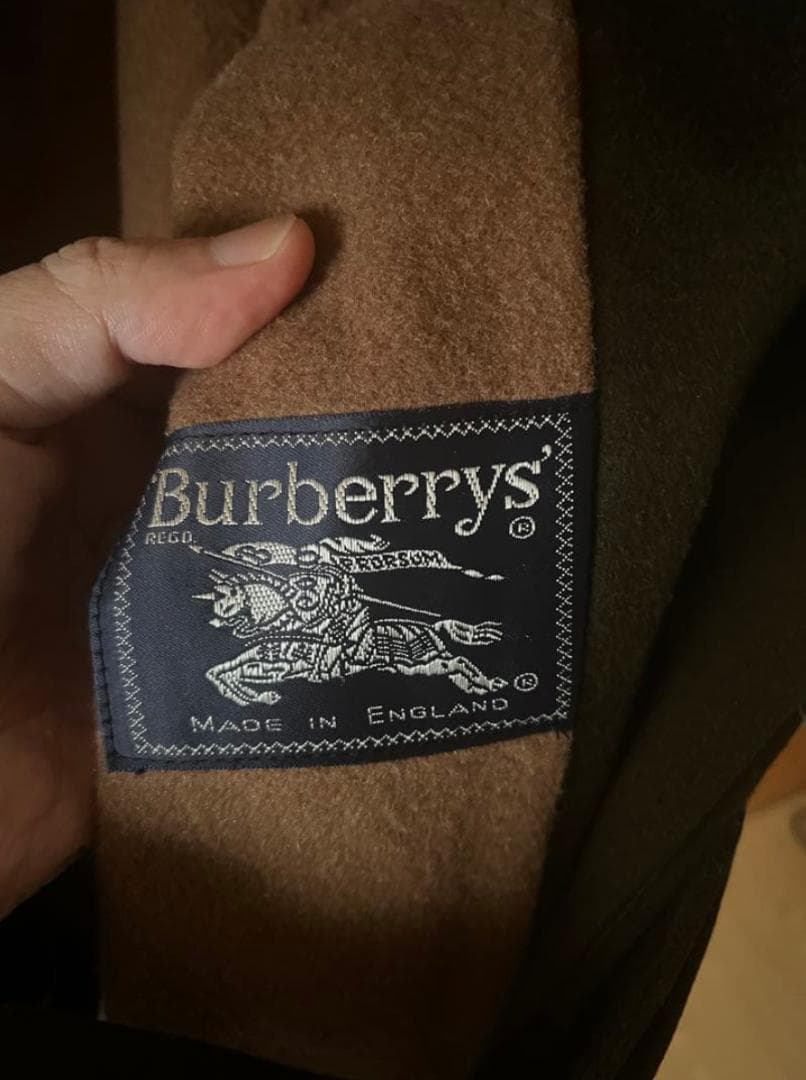 Burberrys' ®
REGD.
PRORSUM
®
MADE IN ENGLAND